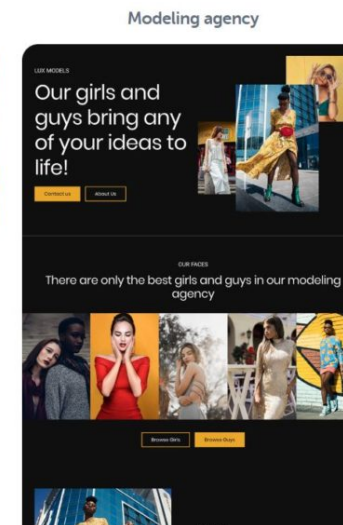 Modeling agency
LUX MODELS
Our girls and
guys bring any
of your ideas to
life!
Contact us
About Us
OUR FACES
There are only the best girls and guys in our modeling
agency
Browse Girls
Browse Guys